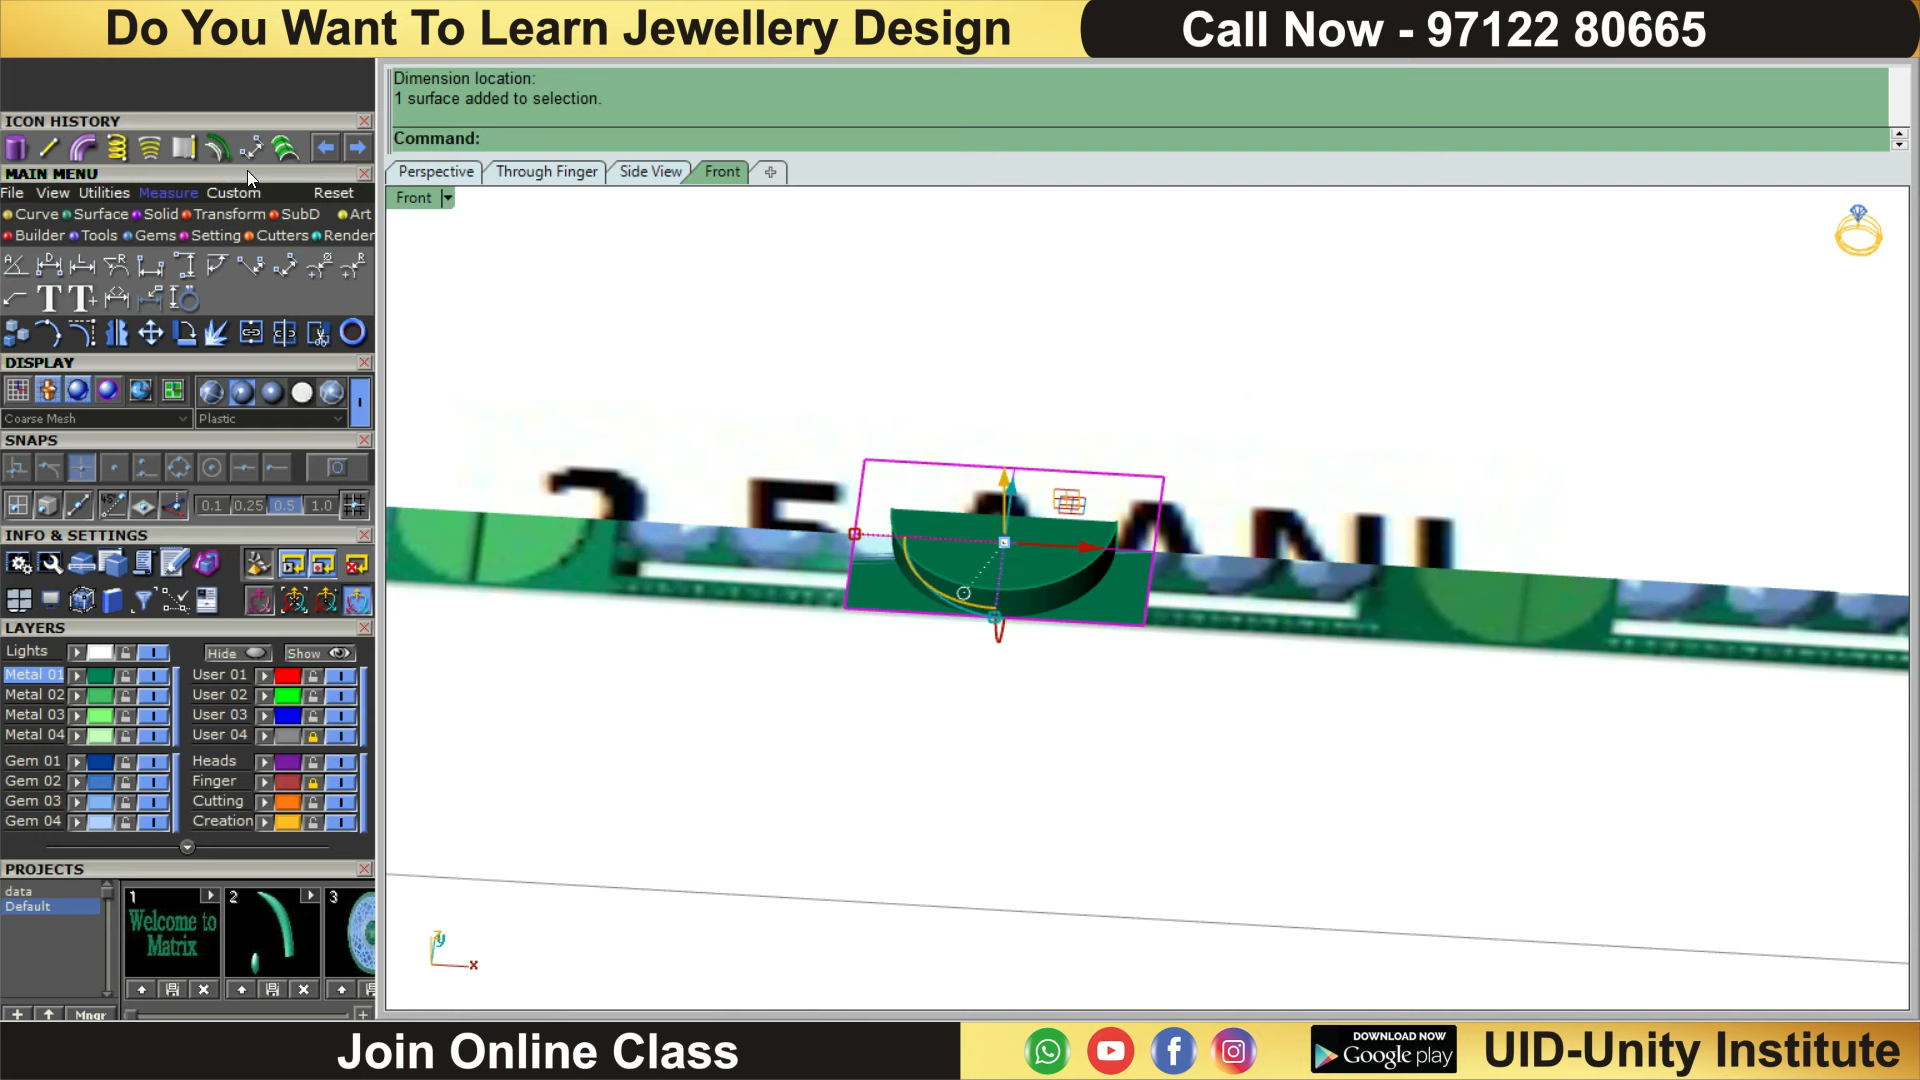 Do You Want To Learn Jewellery Design
Call Now - 97122 80665
ICON HISTORY
MAIN MENU
File View Utilities Measure Custom Reset
Curve Surface Solid Transform SubD Art
Builder Tools Gems Setting Cutters Render
DISPLAY
Coarse Mesh Plastic
SNAPS
0.1 0.25 0.5 1.0
INFO & SETTINGS
LAYERS
Lights Hide Show
Metal 01 User 01
Metal 02 User 02
Metal 03 User 03
Metal 04 User 04
Gem 01 Heads
Gem 02 Finger
Gem 03 Cutting
Gem 04 Creation
PROJECTS
data
Default
1 2 3
Welcome to
Matrix
Mngr
Dimension location:
1 surface added to selection.
Command:
Perspective Through Finger Side View Front
Front
y
x
Join Online Class
DOWNLOAD NOW
Google play
UID-Unity Institute